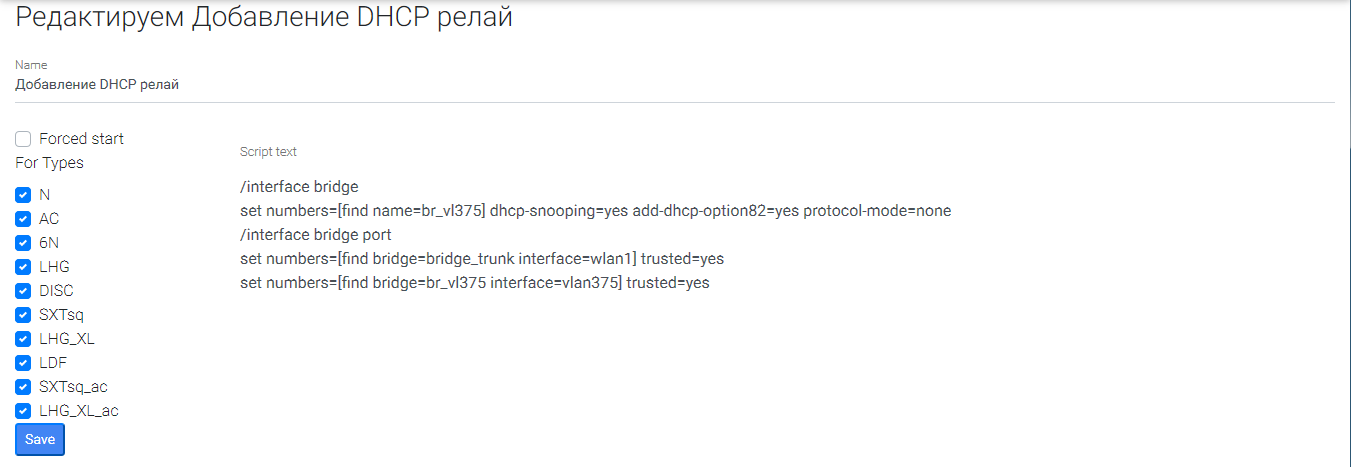 Редактируем Добавление DHCP релай
Name
Добавление DHCP релай
Forced start
For Types
N
AC
6N
LHG
DISC
SXTsq
LHG_XL
LDF
SXTsq_ac
LHG_XL_ac
Save
Script text
/interface bridge
set numbers=[find name=br_vl375] dhcp-snooping=yes add-dhcp-option82=yes protocol-mode=none
/interface bridge port
set numbers=[find bridge=bridge_trunk interface=wlan1] trusted=yes
set numbers=[find bridge=br_vl375 interface=vlan375] trusted=yes